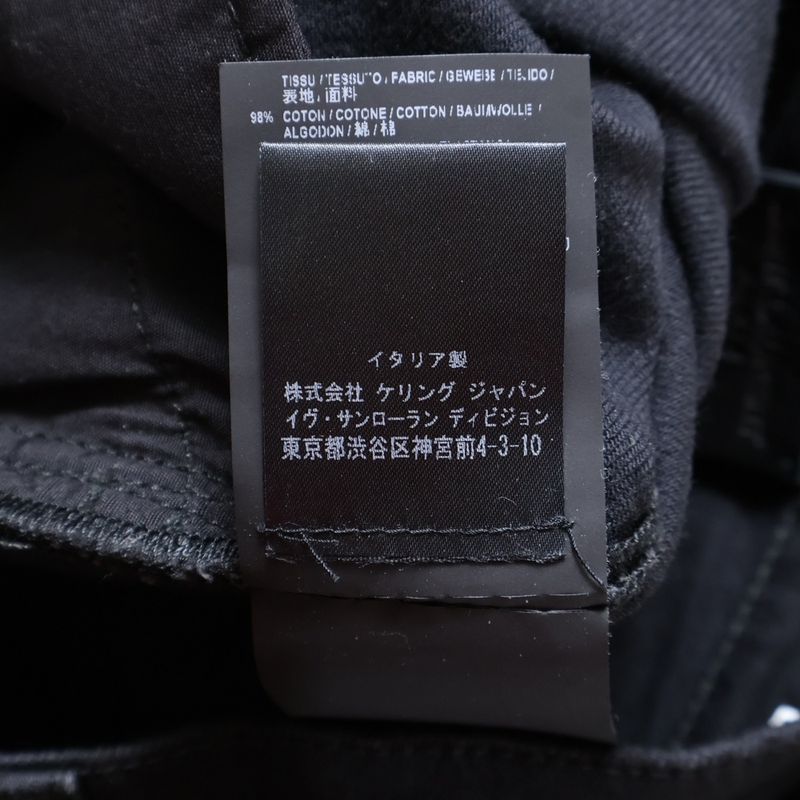 TISSU / TESSUTO / FABRIC / GEWEBE / TEJIDO /
表地 / 面料
98% COTON / COTONE / COTTON / BAUMWOLLE /
ALGODON / 綿 / 棉
イタリア製
株式会社 ケリング ジャパン
イヴ・サンローラン ディビジョン
東京都渋谷区神宮前4-3-10